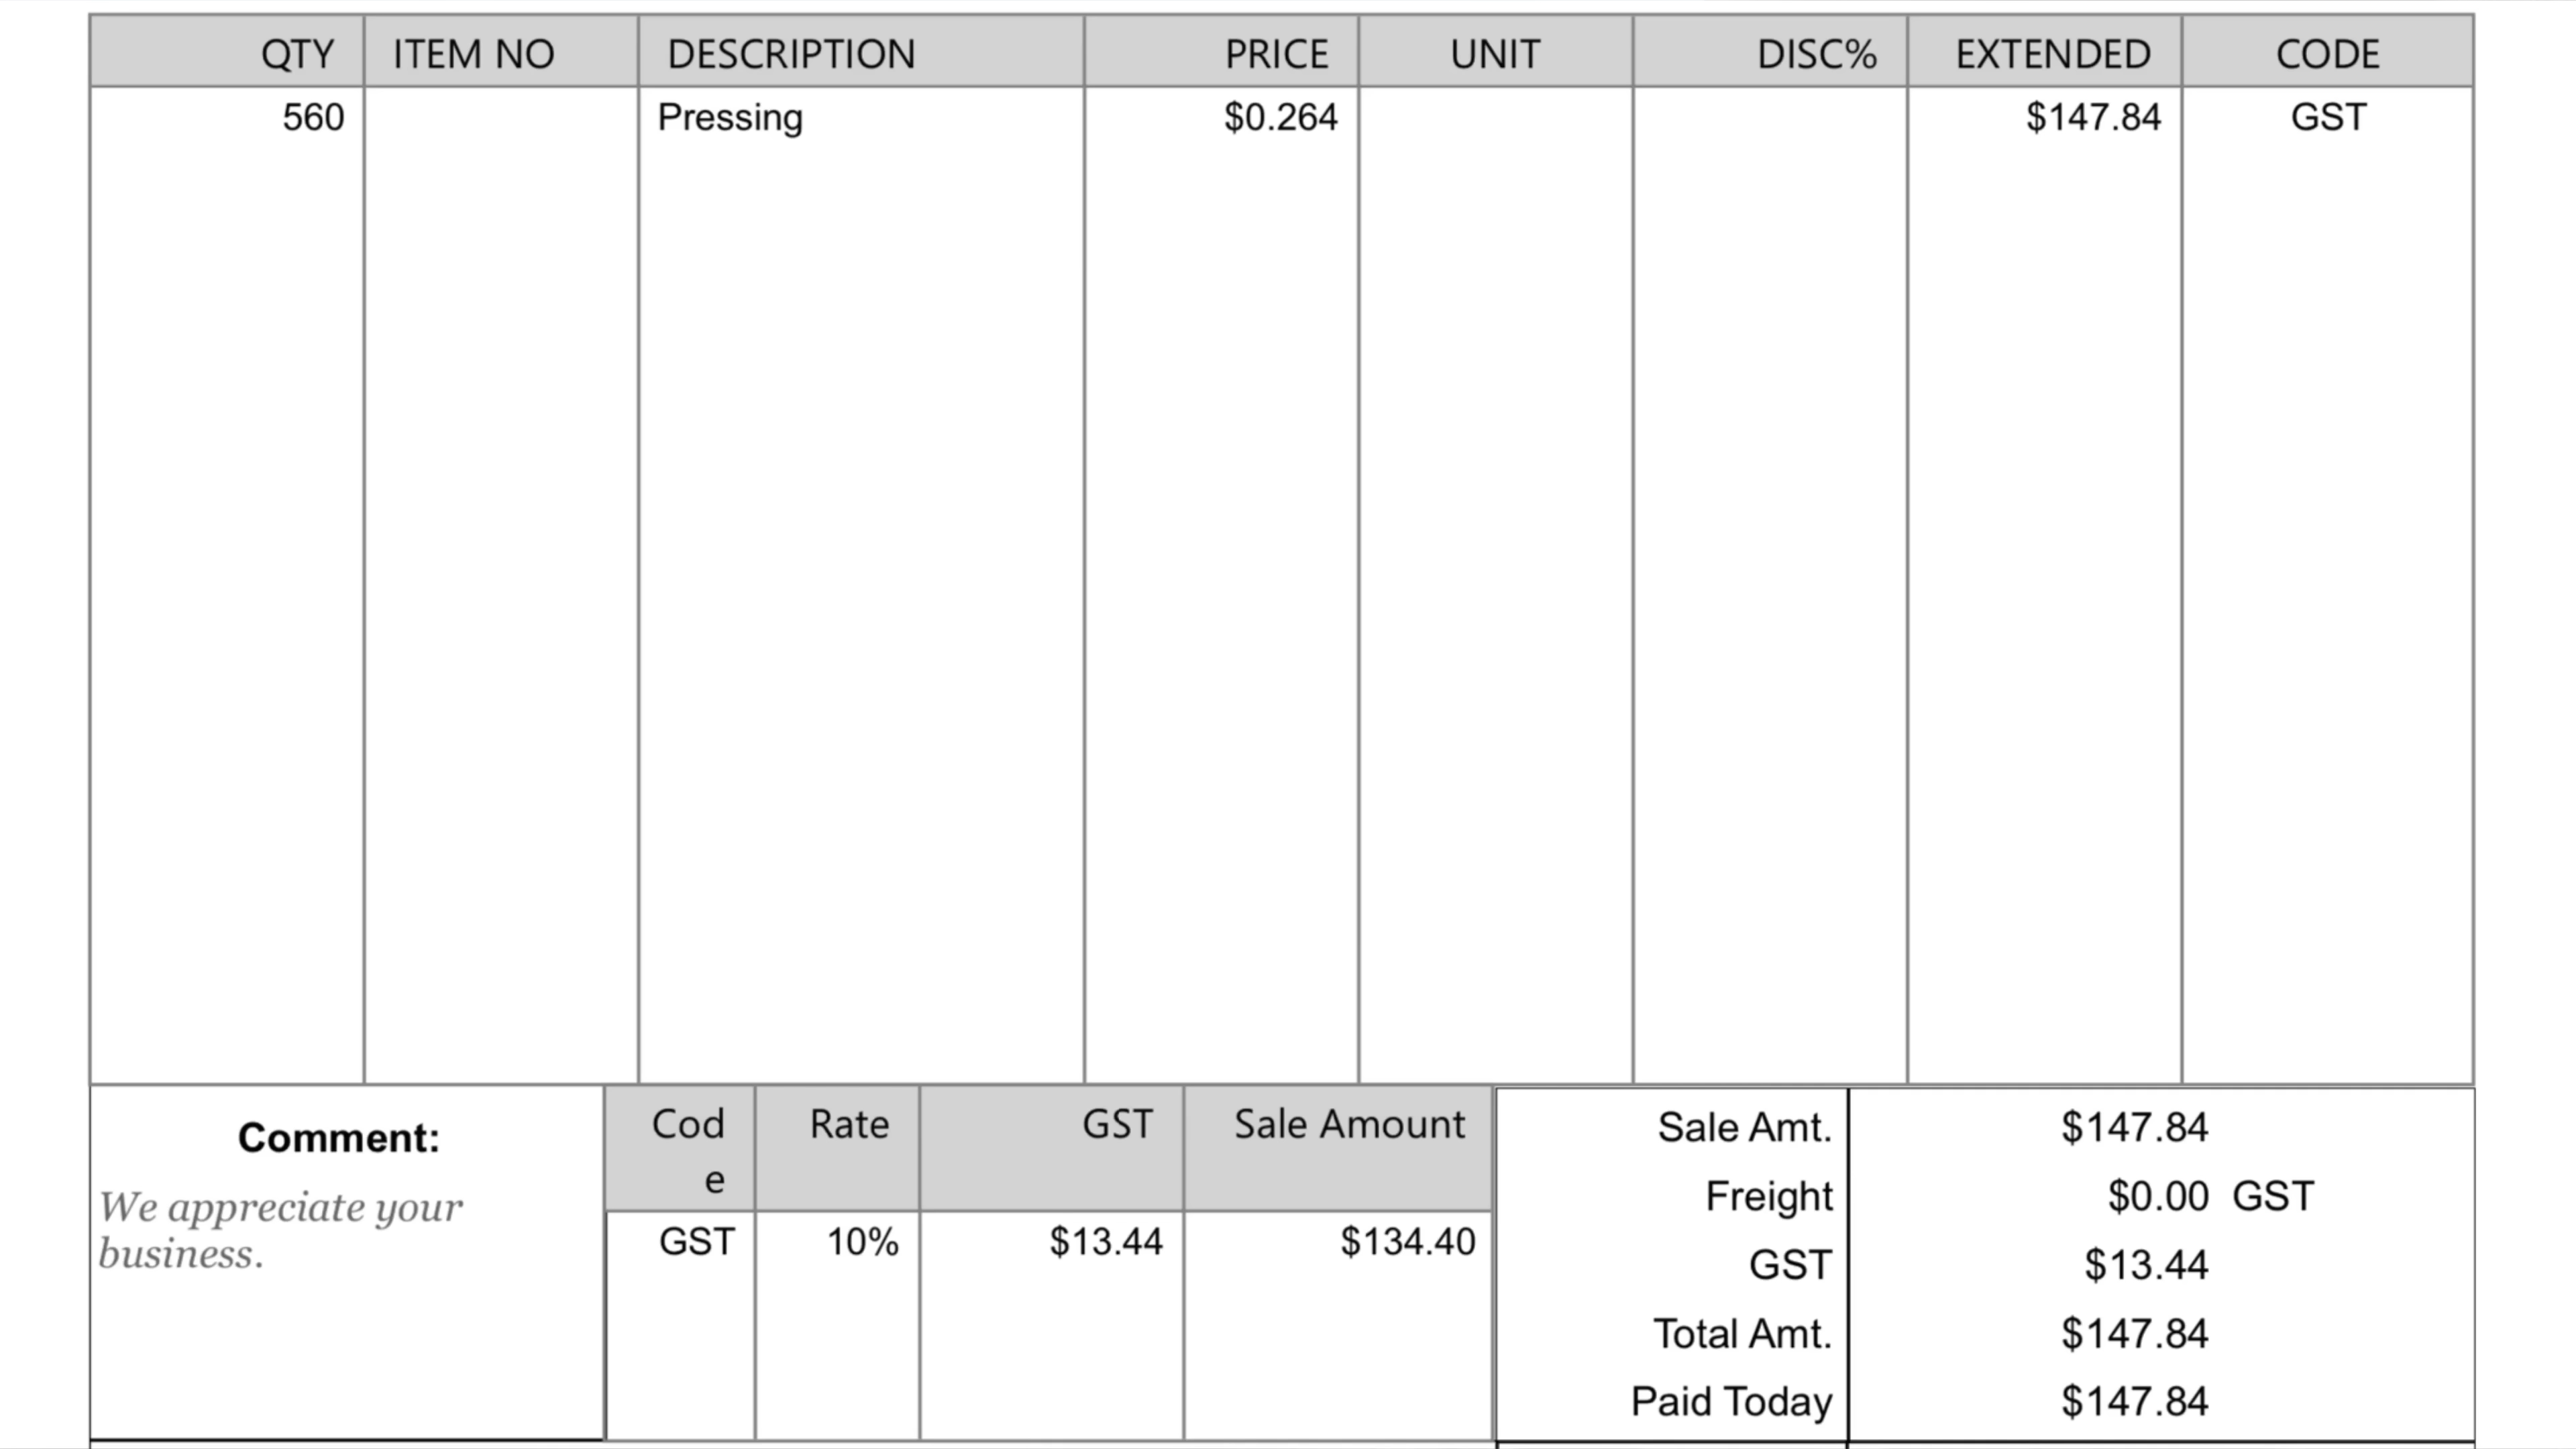 QTY ITEM NO DESCRIPTION PRICE UNIT DISC% EXTENDED CODE
560 Pressing $0.264 $147.84 GST
Comment:
We appreciate your
business.
Cod
e Rate GST Sale Amount
GST 10% $13.44 $134.40
Sale Amt. $147.84
Freight $0.00 GST
GST $13.44
Total Amt. $147.84
Paid Today $147.84